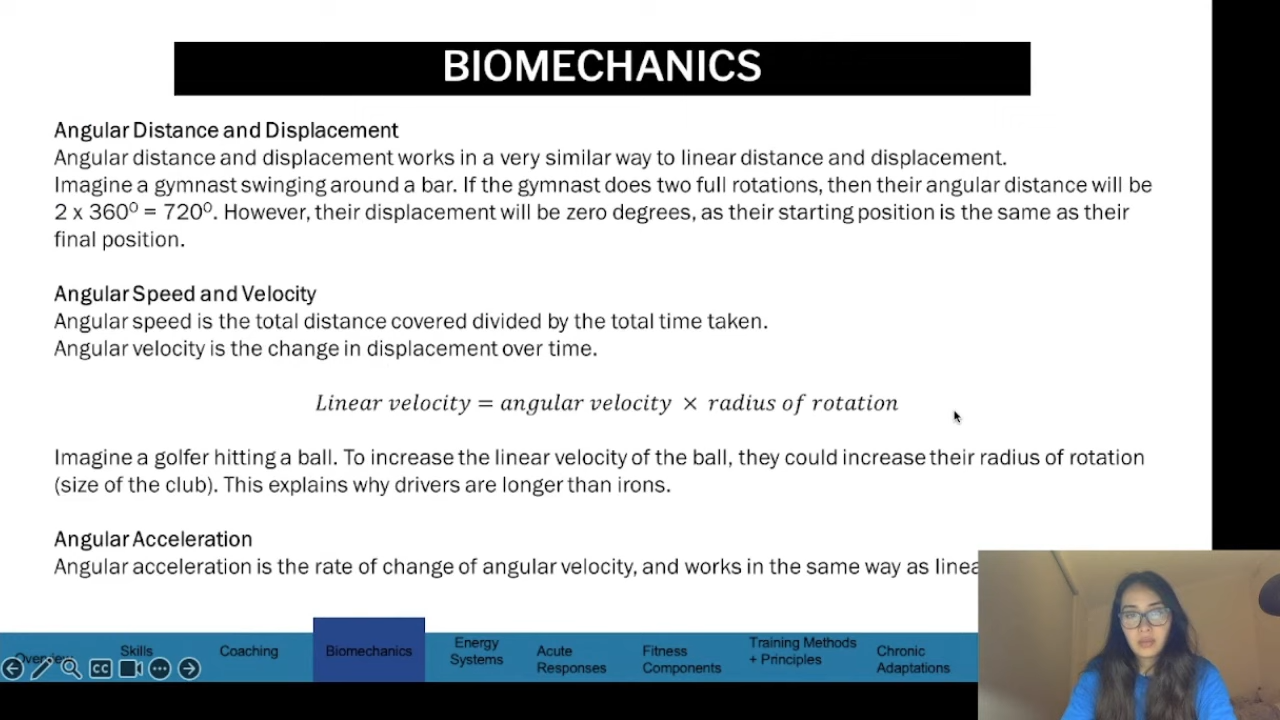 BIOMECHANICS
Angular Distance and Displacement
Angular distance and displacement works in a very similar way to linear distance and displacement.
Imagine a gymnast swinging around a bar. If the gymnast does two full rotations, then their angular distance will be
2 x 360⁰ = 720⁰. However, their displacement will be zero degrees, as their starting position is the same as their
final position.
Angular Speed and Velocity
Angular speed is the total distance covered divided by the total time taken.
Angular velocity is the change in displacement over time.
Linear velocity = angular velocity × radius of rotation
Imagine a golfer hitting a ball. To increase the linear velocity of the ball, they could increase their radius of rotation
(size of the club). This explains why drivers are longer than irons.
Angular Acceleration
Angular acceleration is the rate of change of angular velocity, and works in the same way as linea
Overview
Skills
Coaching
Biomechanics
Energy
Systems
Acute
Responses
Fitness
Components
Training Methods
+ Principles
Chronic
Adaptations
CC